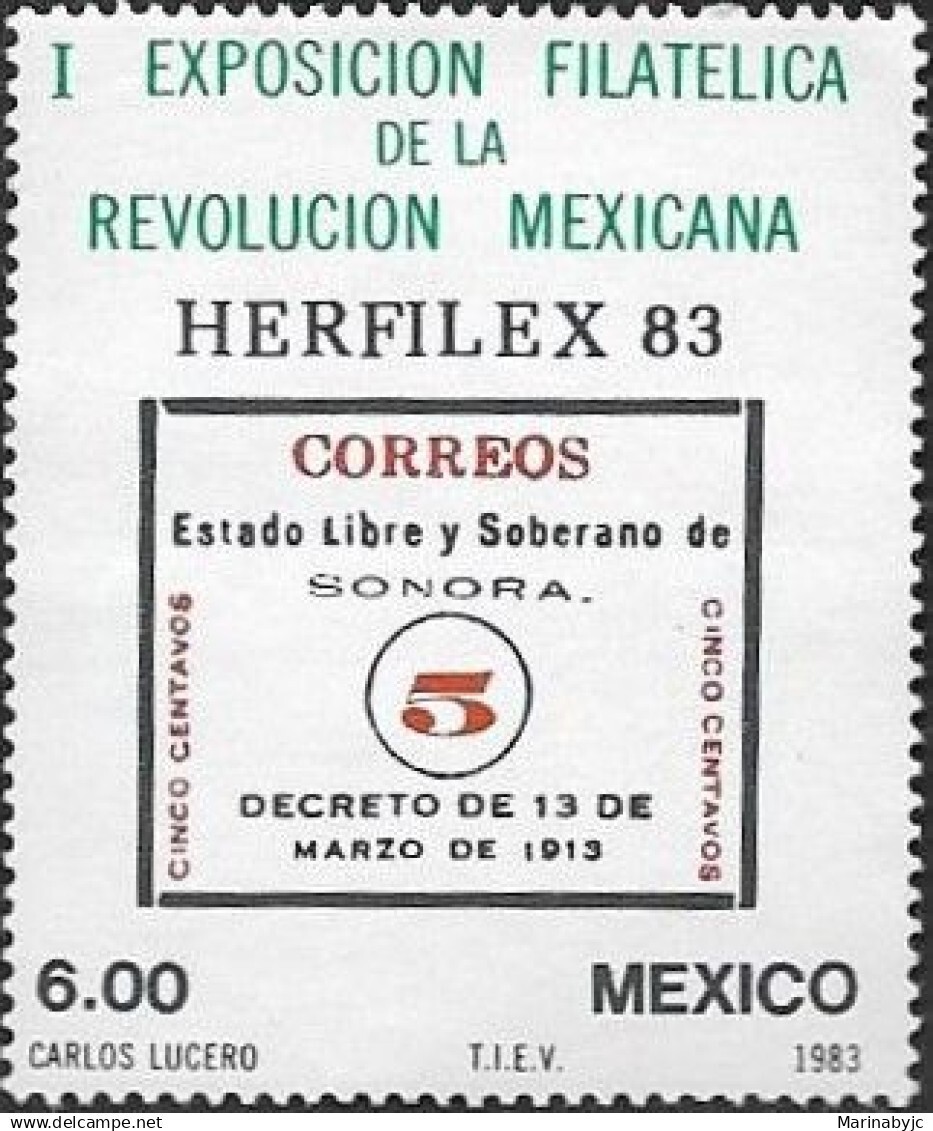 I EXPOSICION FILATELICA
DE LA
REVOLUCION MEXICANA
HERFILEX 83
CORREOS
Estado Libre y Soberano de
SONORA.
CINCO CENTAVOS
5
CINCO CENTAVOS
DECRETO DE 13 DE
MARZO DE 1913
6.00 MEXICO
CARLOS LUCERO T.I.E.V. 1983
Marinabyjc